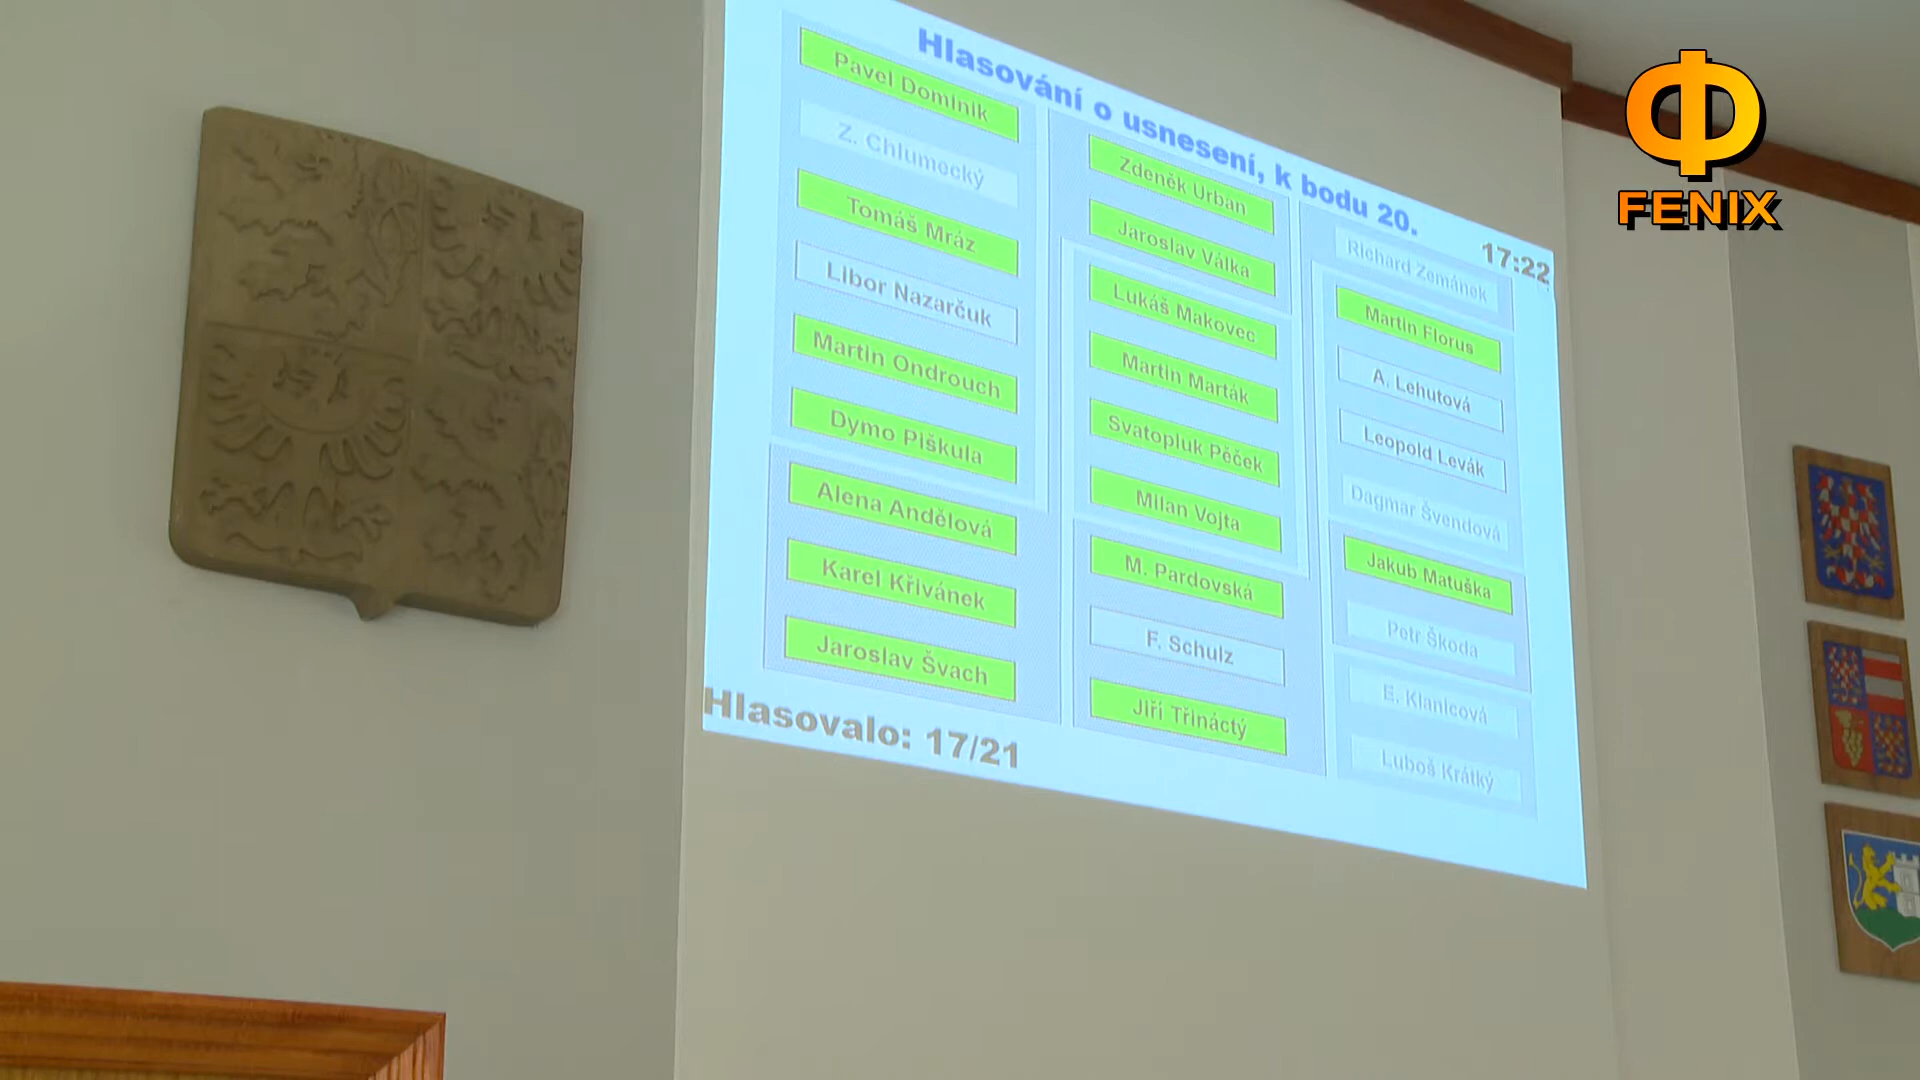 Hlasování o usnesení, k bodu 20.
17:22
Pavel Dominik
Z. Chlumecký
Tomáš Mráz
Libor Nazarčuk
Martin Ondrouch
Dymo Piškula
Alena Andělová
Karel Křivánek
Jaroslav Švach
Zdeněk Urban
Jaroslav Válka
Lukáš Makovec
Martin Marták
Svatopluk Pěček
Milan Vojta
M. Pardovská
F. Schulz
Jiří Třináctý
Richard Zemánek
Martin Florus
A. Lehutová
Leopold Levák
Dagmar Švendová
Jakub Matuška
Petr Škoda
E. Klanicová
Luboš Krátký
Hlasovalo: 17/21
FENIX